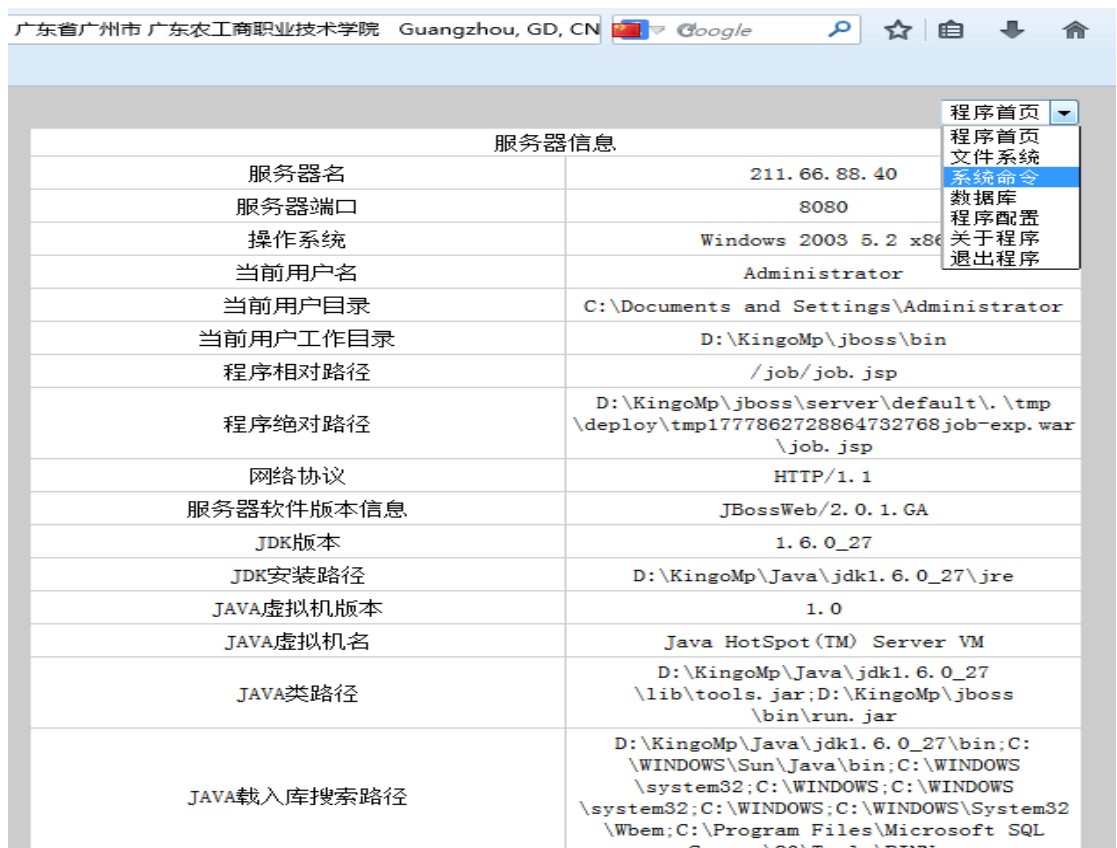 广东省广州市 广东农工商职业技术学院 Guangzhou, GD, CN Google
程序首页
程序首页
文件系统
系统命令
数据库
程序配置
关于程序
退出程序
服务器信息
服务器名 211.66.88.40
服务器端口 8080
操作系统 Windows 2003 5.2 x86
当前用户名 Administrator
当前用户目录 C:\Documents and Settings\Administrator
当前用户工作目录 D:\KingoMp\jboss\bin
程序相对路径 /job/job.jsp
程序绝对路径 D:\KingoMp\jboss\server\default\.\tmp
\deploy\tmp1777862728864732768job-exp.war
\job.jsp
网络协议 HTTP/1.1
服务器软件版本信息 JBossWeb/2.0.1.GA
JDK版本 1.6.0_27
JDK安装路径 D:\KingoMp\Java\jdk1.6.0_27\jre
JAVA虚拟机版本 1.0
JAVA虚拟机名 Java HotSpot(TM) Server VM
JAVA类路径 D:\KingoMp\Java\jdk1.6.0_27
\lib\tools.jar;D:\KingoMp\jboss
\bin\run.jar
JAVA载入库搜索路径 D:\KingoMp\Java\jdk1.6.0_27\bin;C:
\WINDOWS\Sun\Java\bin;C:\WINDOWS
\system32;C:\WINDOWS;C:\WINDOWS
\system32;C:\WINDOWS;C:\WINDOWS\System32
\Wbem;C:\Program Files\Microsoft SQL